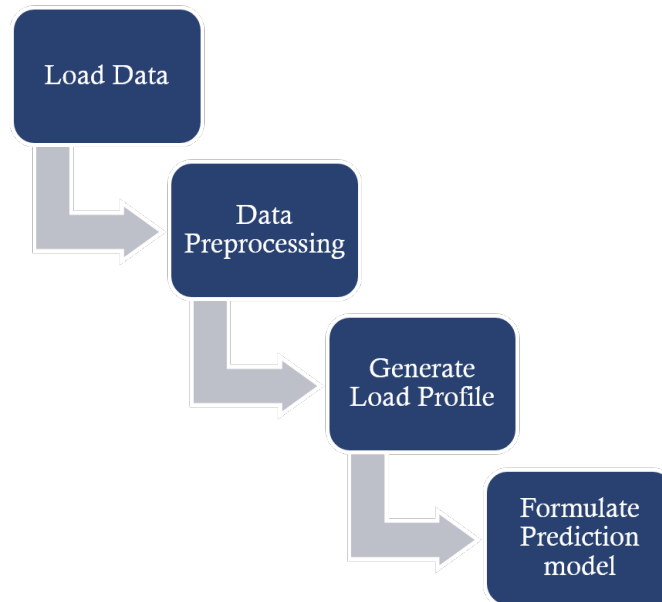 Load Data
Data
Preprocessing
Generate
Load Profile
Formulate
Prediction
model